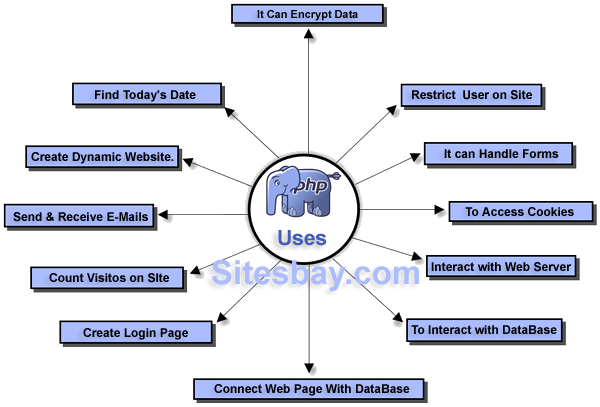 It Can Encrypt Data
Find Today's Date
Restrict User on Site
Create Dynamic Website.
It can Handle Forms
php
Send & Receive E-Mails
To Access Cookies
Uses
Sitesbay.com
Interact with Web Server
Count Visitos on SIte
Create Login Page
To Interact with DataBase
Connect Web Page With DataBase